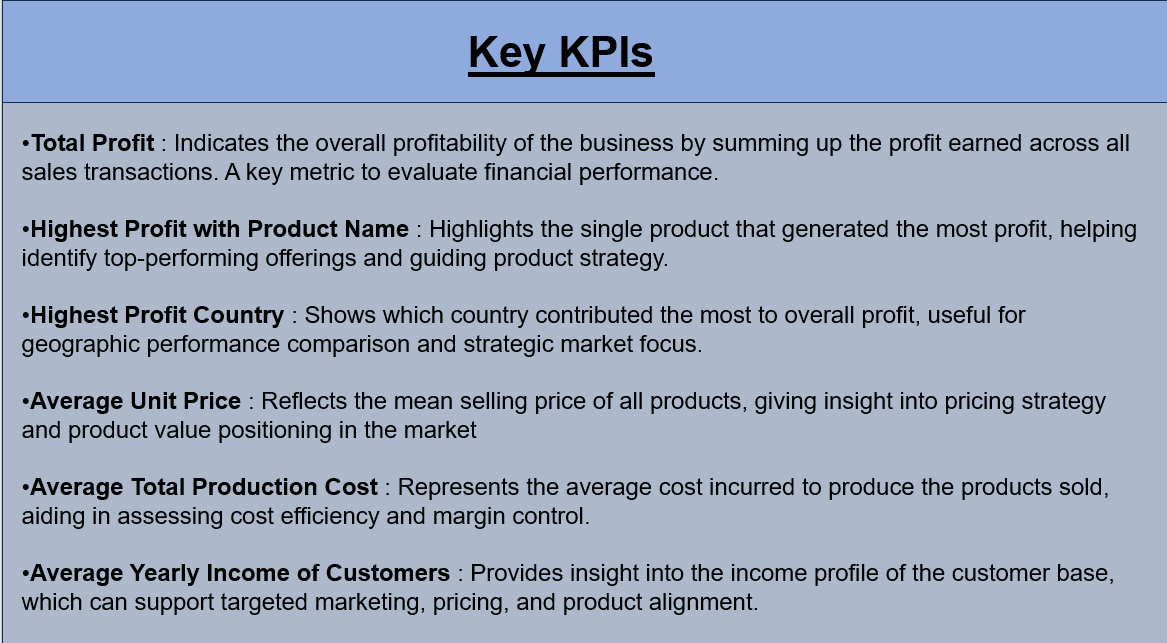 Key KPIs
•Total Profit : Indicates the overall profitability of the business by summing up the profit earned across all
sales transactions. A key metric to evaluate financial performance.
•Highest Profit with Product Name : Highlights the single product that generated the most profit, helping
identify top-performing offerings and guiding product strategy.
•Highest Profit Country : Shows which country contributed the most to overall profit, useful for
geographic performance comparison and strategic market focus.
•Average Unit Price : Reflects the mean selling price of all products, giving insight into pricing strategy
and product value positioning in the market
•Average Total Production Cost : Represents the average cost incurred to produce the products sold,
aiding in assessing cost efficiency and margin control.
•Average Yearly Income of Customers : Provides insight into the income profile of the customer base,
which can support targeted marketing, pricing, and product alignment.